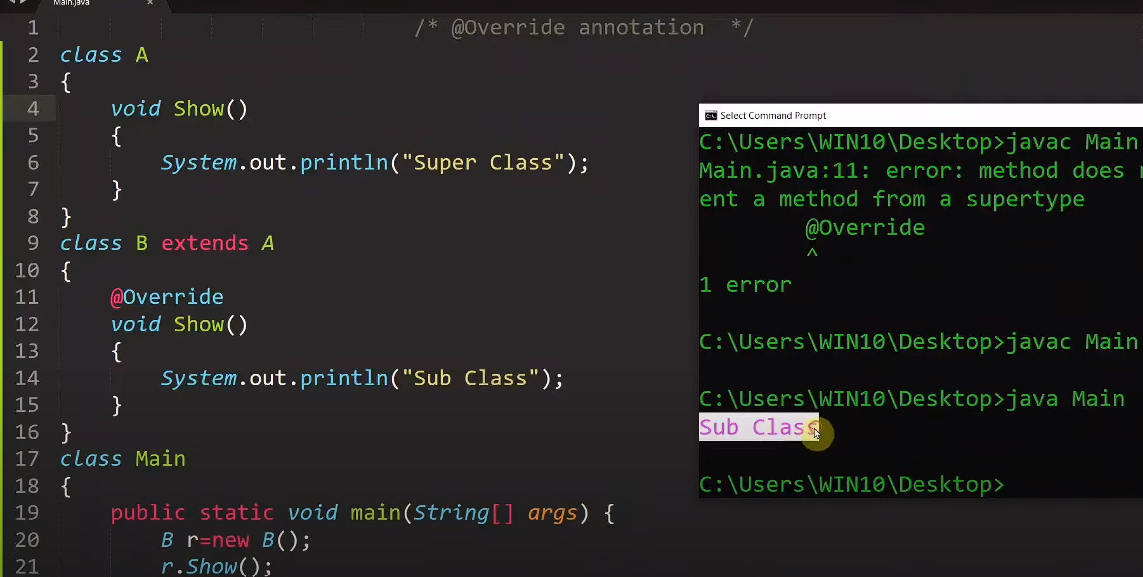 Main.java
1 /* @Override annotation */
2 class A
3 {
4 void Show()
5 {
6 System.out.println("Super Class");
7 }
8 }
9 class B extends A
10 {
11 @Override
12 void Show()
13 {
14 System.out.println("Sub Class");
15 }
16 }
17 class Main
18 {
19 public static void main(String[] args) {
20 B r=new B();
21 r.Show();
Select Command Prompt
C:\Users\WIN10\Desktop>javac Main
Main.java:11: error: method does
ent a method from a supertype
@Override
^
1 error
C:\Users\WIN10\Desktop>javac Main
C:\Users\WIN10\Desktop>java Main
Sub Class
C:\Users\WIN10\Desktop>